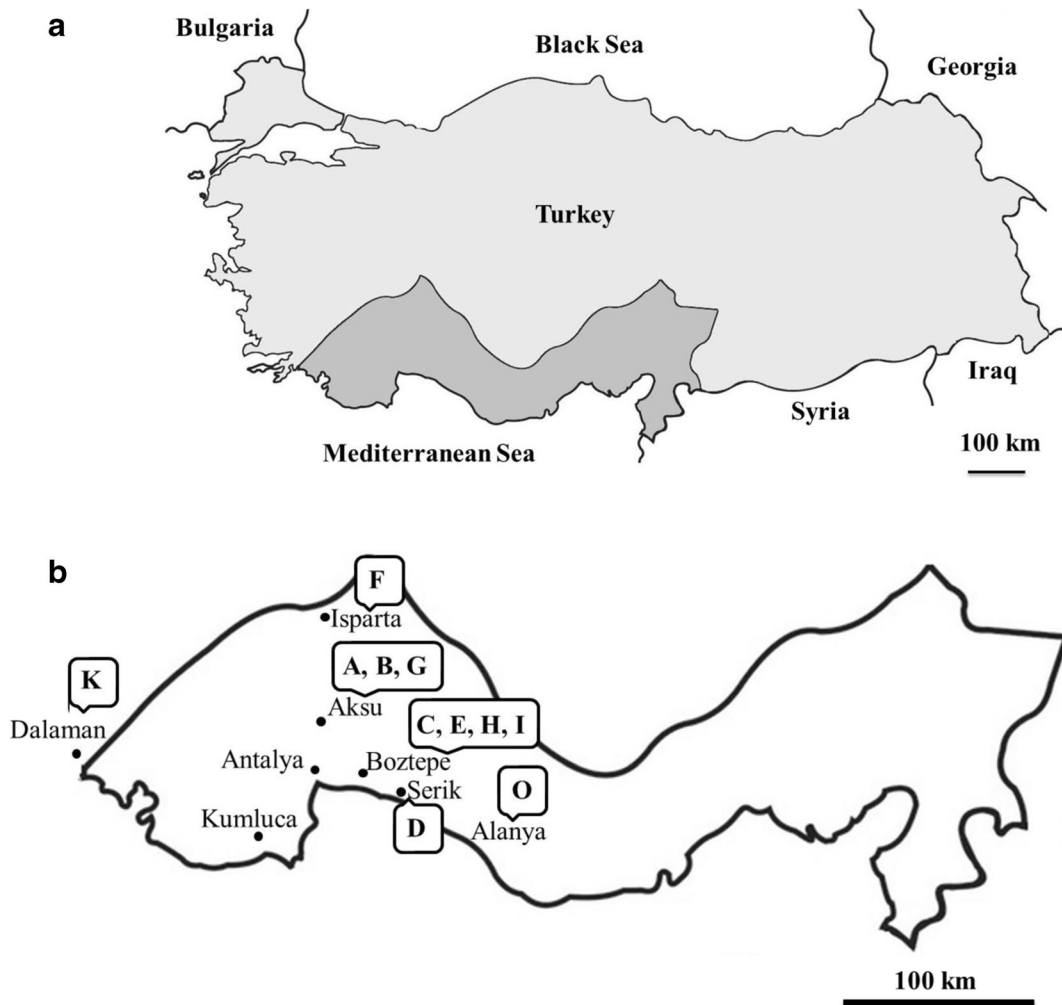 a
Bulgaria
Black Sea
Georgia
Turkey
Iraq
Syria
Mediterranean Sea
100 km
b
F
Isparta
A, B, G
K
Aksu
C, E, H, I
Dalaman
Antalya
Boztepe
Serik
O
Kumluca
D
Alanya
100 km